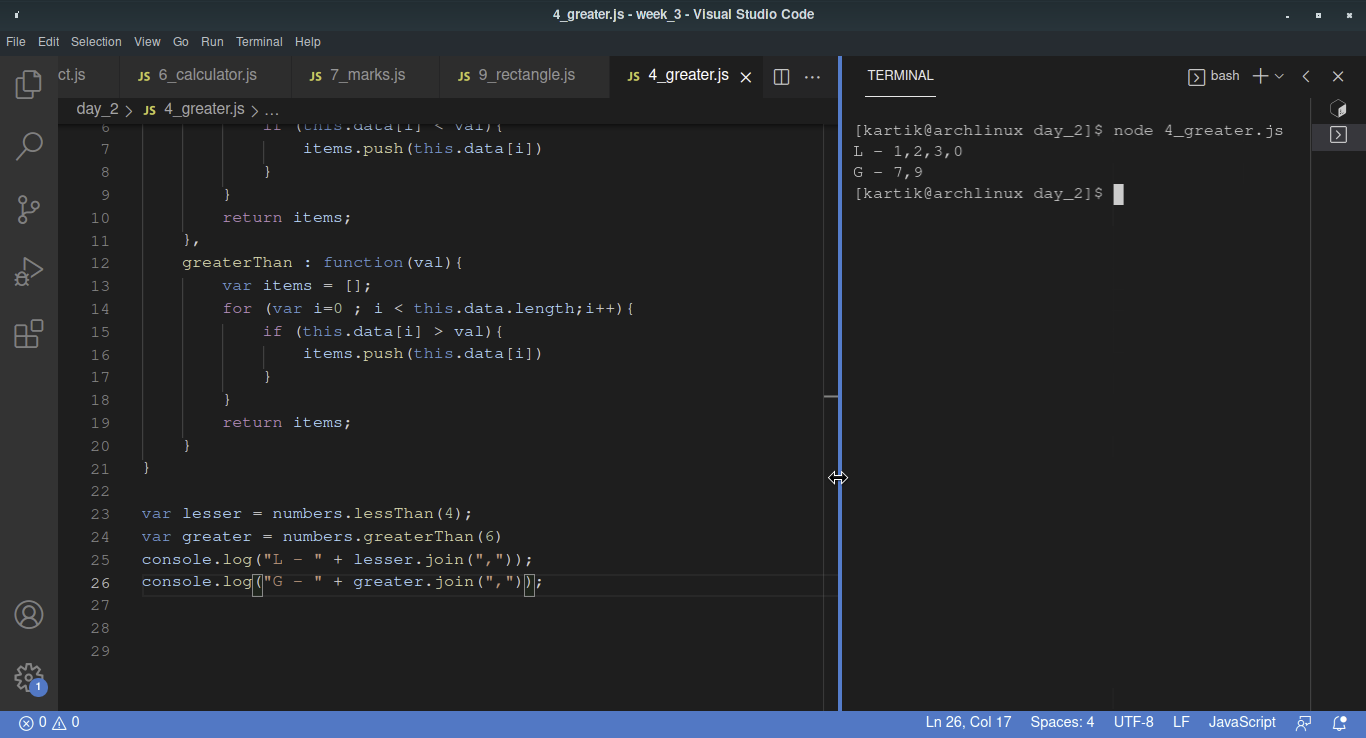 4_greater.js - week_3 - Visual Studio Code
File Edit Selection View Go Run Terminal Help
ct.js JS 6_calculator.js JS 7_marks.js JS 9_rectangle.js JS 4_greater.js
day_2 > JS 4_greater.js > ...
6 if (this.data[i] < val){
7 items.push(this.data[i])
8 }
9 }
10 return items;
11 },
12 greaterThan : function(val){
13 var items = [];
14 for (var i=0 ; i < this.data.length;i++){
15 if (this.data[i] > val){
16 items.push(this.data[i])
17 }
18 }
19 return items;
20 }
21 }
22
23 var lesser = numbers.lessThan(4);
24 var greater = numbers.greaterThan(6)
25 console.log("L - " + lesser.join(","));
26 console.log("G - " + greater.join(","));
27
28
29
TERMINAL bash
[kartik@archlinux day_2]$ node 4_greater.js
L - 1,2,3,0
G - 7,9
[kartik@archlinux day_2]$
1
0 0 Ln 26, Col 17 Spaces: 4 UTF-8 LF JavaScript